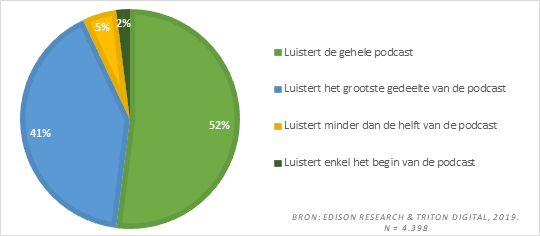 2%
5%
41%
52%
Luistert de gehele podcast
Luistert het grootste gedeelte van de podcast
Luistert minder dan de helft van de podcast
Luistert enkel het begin van de podcast
BRON: EDISON RESEARCH & TRITON DIGITAL, 2019.
N = 4.398